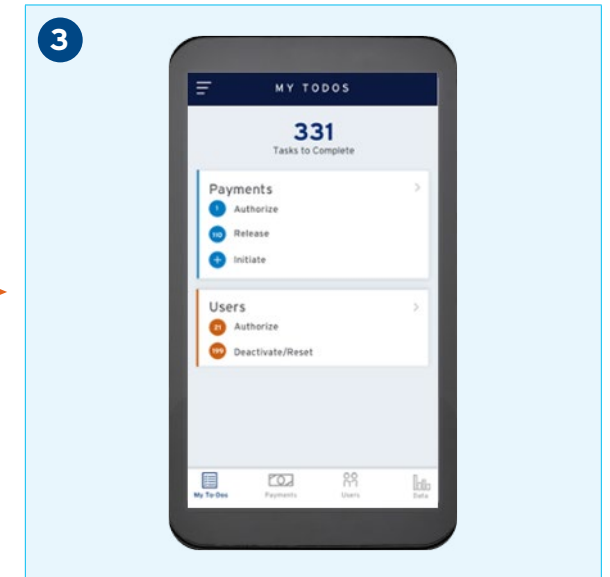 3
MY TODOS
331
Tasks to Complete
Payments
1 Authorize
110 Release
+ Initiate
Users
21 Authorize
199 Deactivate/Reset
My To-Dos Payments Users Data